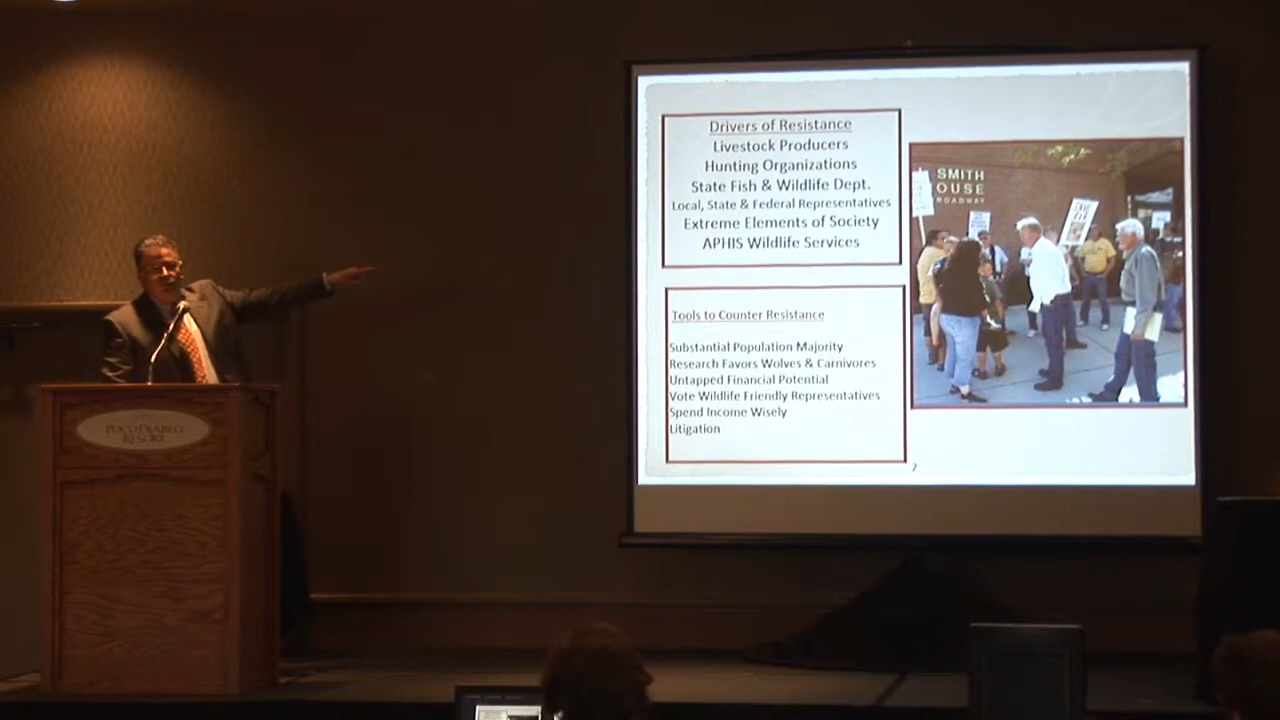 Drivers of Resistance
Livestock Producers
Hunting Organizations
State Fish & Wildlife Dept.
Local, State & Federal Representatives
Extreme Elements of Society
APHIS Wildlife Services
Tools to Counter Resistance
Substantial Population Majority
Research Favors Wolves & Carnivores
Untapped Financial Potential
Vote Wildlife Friendly Representatives
Spend Income Wisely
Litigation
SMITH
OUSE
ROADWAY
2
POCO DIABLO
RESORT